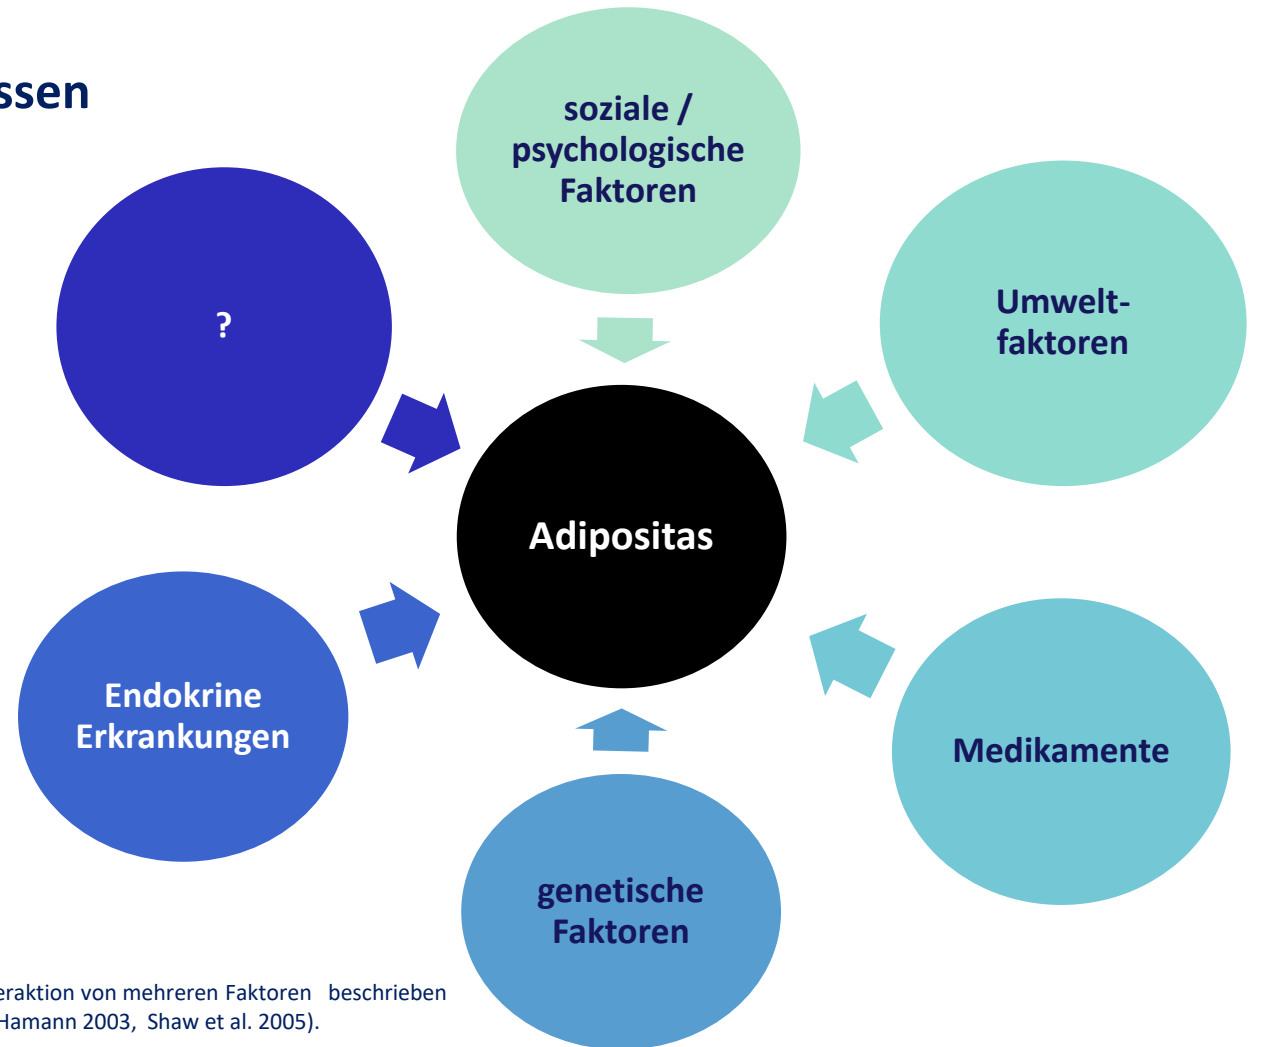 ssen
soziale /
psychologische
Faktoren
?
Umwelt-
faktoren
Adipositas
Endokrine
Erkrankungen
Medikamente
genetische
Faktoren
eraktion von mehreren Faktoren beschrieben
Hamann 2003, Shaw et al. 2005).